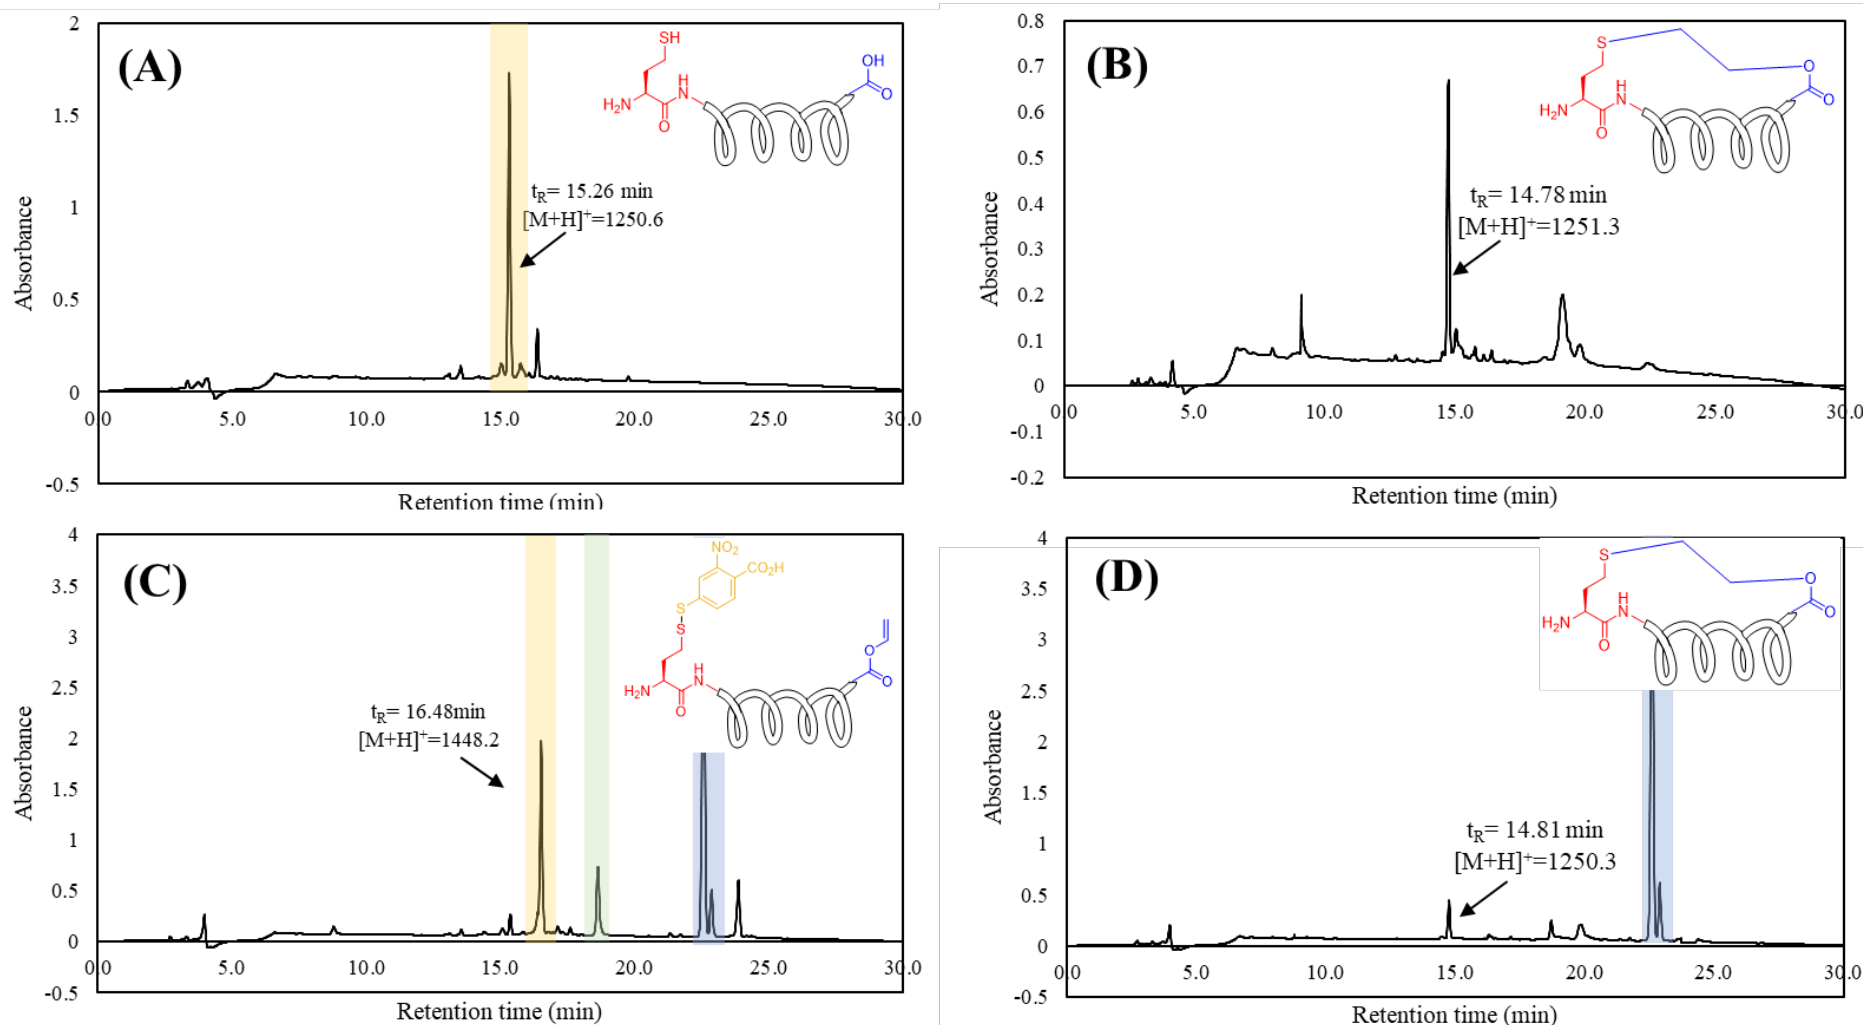 (A)
2
1.5
1
0.5
0
-0.5
0.0 5.0 10.0 15.0 20.0 25.0 30.0
Absorbance
Retention time (min)
tR= 15.26 min
[M+H]+=1250.6
SH
H2N
O
H
N
OH
O
(B)
0.8
0.7
0.6
0.5
0.4
0.3
0.2
0.1
0
-0.1
-0.2
0.0 5.0 10.0 15.0 20.0 25.0 30.0
Absorbance
Retention time (min)
tR= 14.78 min
[M+H]+=1251.3
S
H2N
O
H
N
O
O
(C)
4
3.5
3
2.5
2
1.5
1
0.5
0
-0.5
0.0 5.0 10.0 15.0 20.0 25.0 30.0
Absorbance
Retention time (min)
tR= 16.48min
[M+H]+=1448.2
NO2
CO2H
S
S
H2N
O
H
N
O
O
(D)
4
3.5
3
2.5
2
1.5
1
0.5
0
-0.5
0.0 5.0 10.0 15.0 20.0 25.0 30.0
Absorbance
Retention time (min)
tR= 14.81 min
[M+H]+=1250.3
S
H2N
O
H
N
O
O